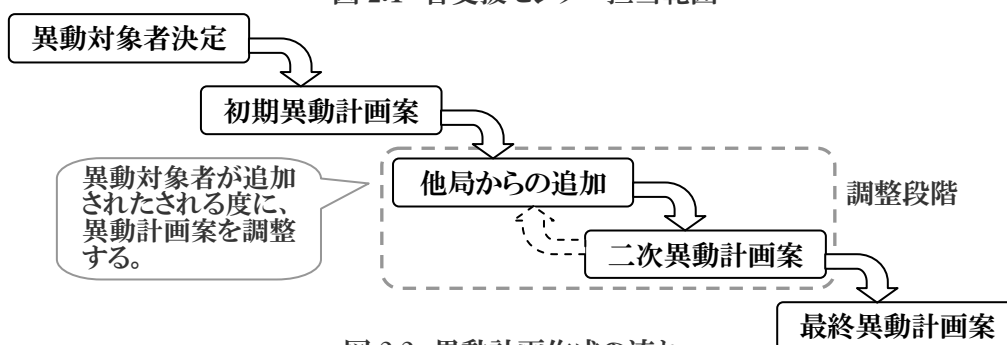 異動対象者決定
初期異動計画案
異動対象者が追加
されたされる度に、
異動計画案を調整
する。
他局からの追加
調整段階
二次異動計画案
最終異動計画案